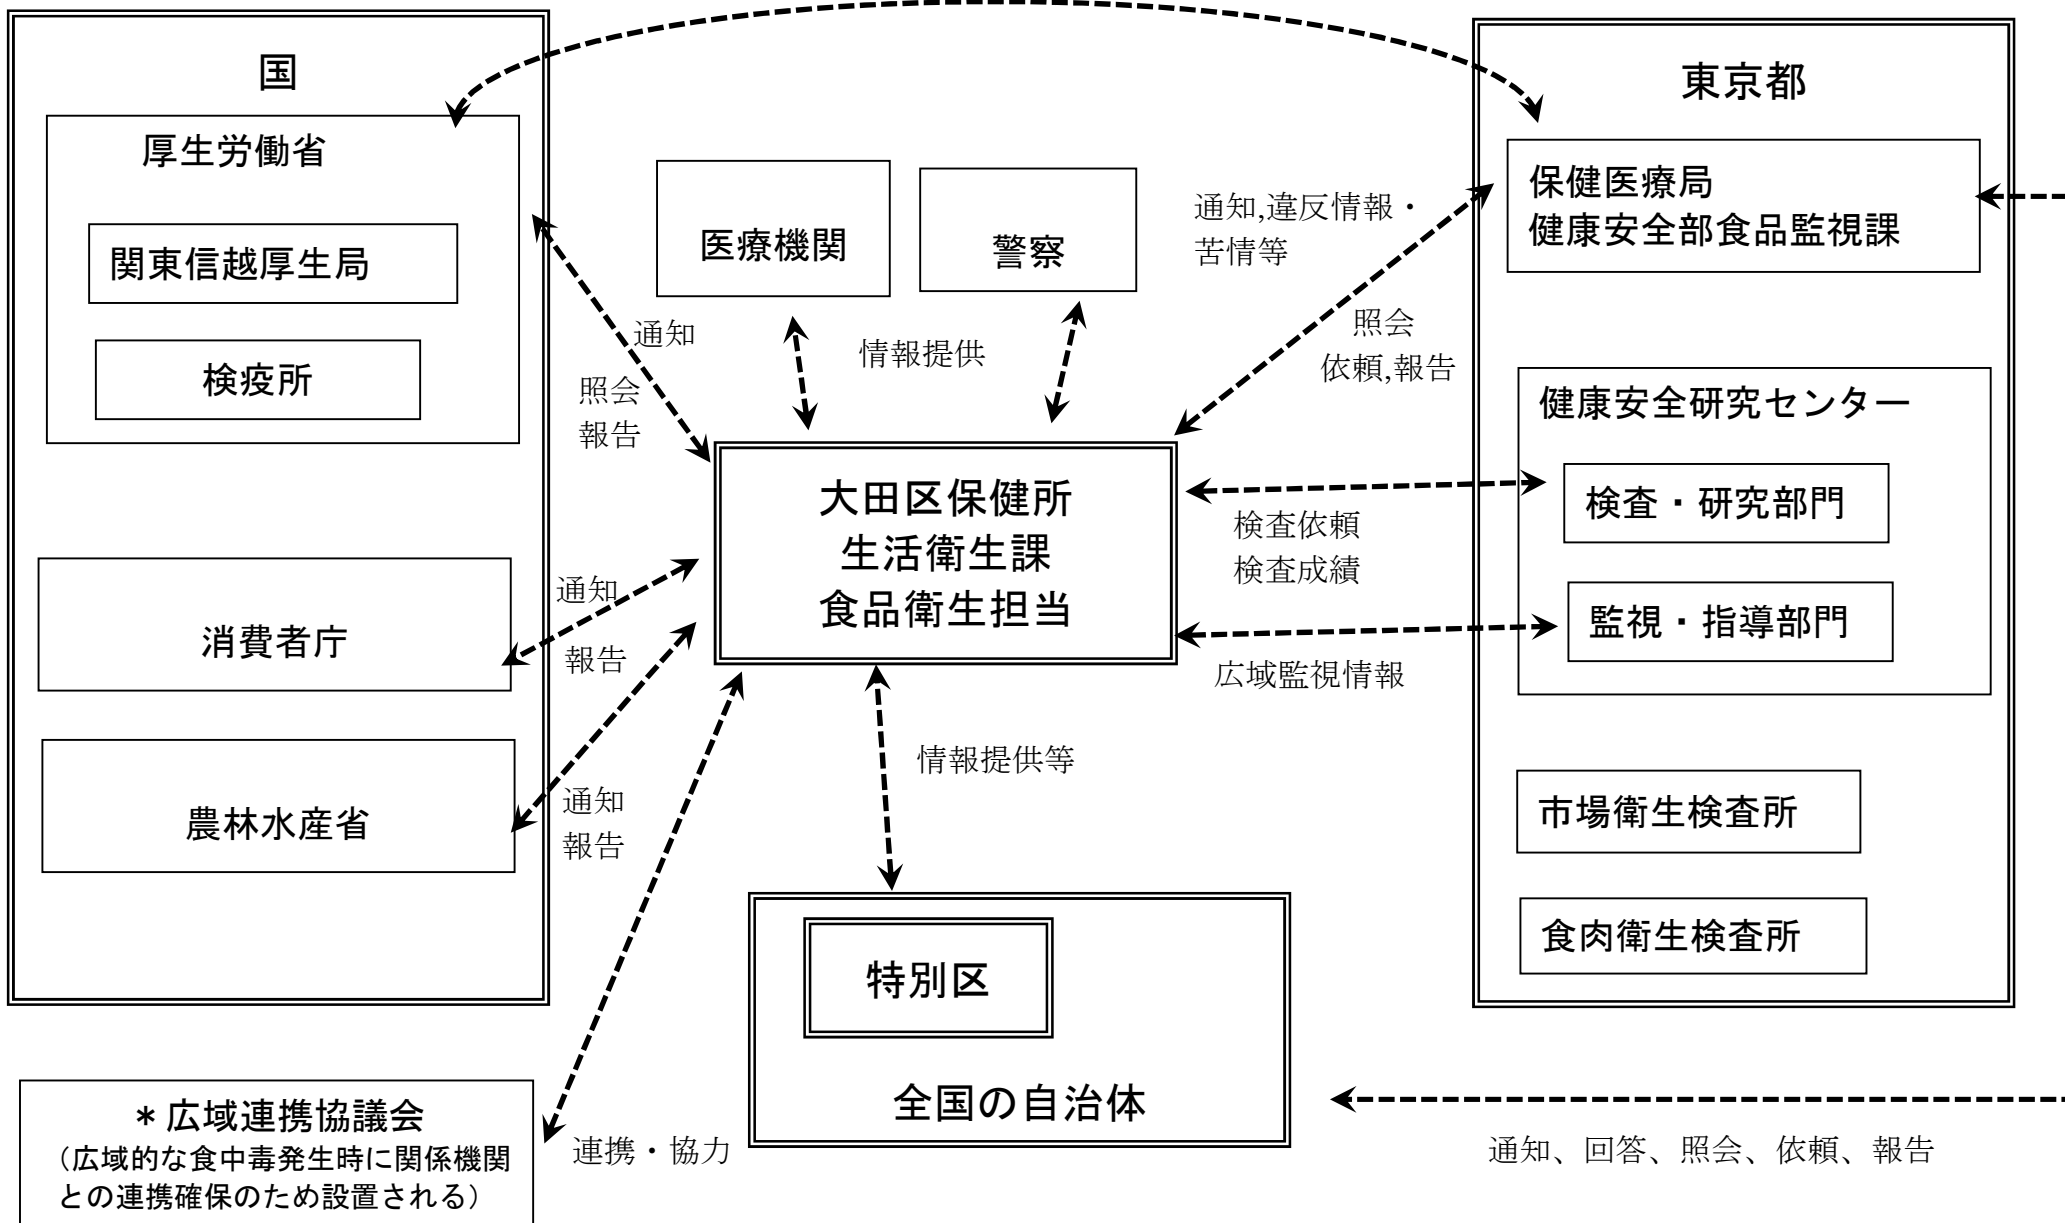 国
厚生労働省
関東信越厚生局
検疫所
消費者庁
農林水産省
*広域連携協議会
(広域的な食中毒発生時に関係機関
との連携確保のため設置される)
医療機関
警察
通知
照会
報告
情報提供
通知,違反情報・
苦情等
照会
依頼,報告
大田区保健所
生活衛生課
食品衛生担当
通知
報告
通知
報告
検査依頼
検査成績
広域監視情報
情報提供等
連携・協力
特別区
全国の自治体
東京都
保健医療局
健康安全部食品監視課
健康安全研究センター
検査・研究部門
監視・指導部門
市場衛生検査所
食肉衛生検査所
通知、回答、照会、依頼、報告